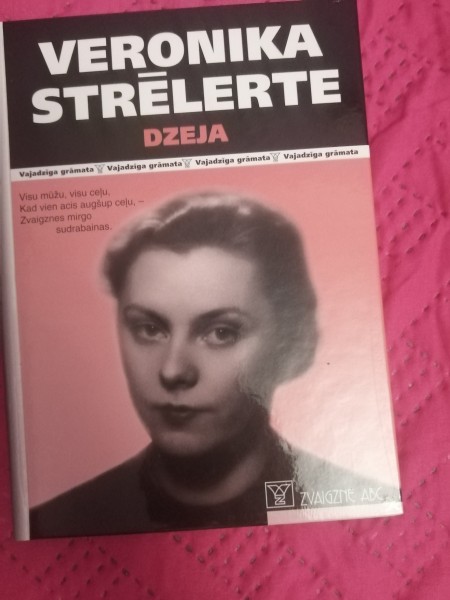 VERONIKA
STRĒLERTE
DZEJA
Vajadzīga grāmata Vajadzīga grāmata Vajadzīga grāmata Vajadzīga grāmata
Visu mūžu, visu ceļu,
Kad vien acis augšup ceļu, –
Zvaigznes mirgo
sudrabainas.
ZVAIGZNE ABC